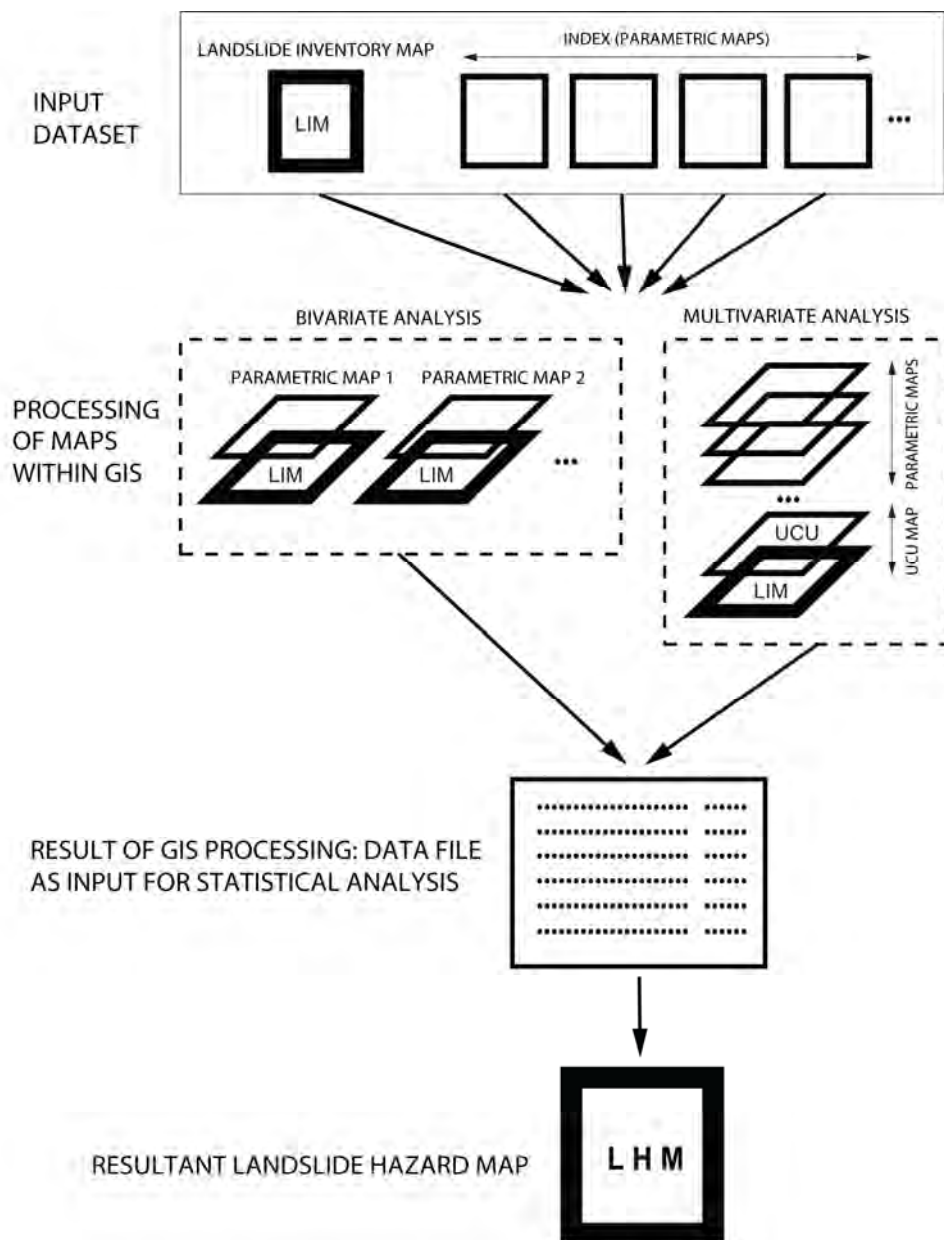 LANDSLIDE INVENTORY MAP
INDEX (PARAMETRIC MAPS)
INPUT
DATASET
LIM
...
BIVARIATE ANALYSIS
MULTIVARIATE ANALYSIS
PROCESSING
OF MAPS
WITHIN GIS
PARAMETRIC MAP 1
PARAMETRIC MAP 2
LIM
LIM
...
PARAMETRIC MAPS
...
UCU
UCU MAP
LIM
RESULT OF GIS PROCESSING: DATA FILE
AS INPUT FOR STATISTICAL ANALYSIS
RESULTANT LANDSLIDE HAZARD MAP
LHM